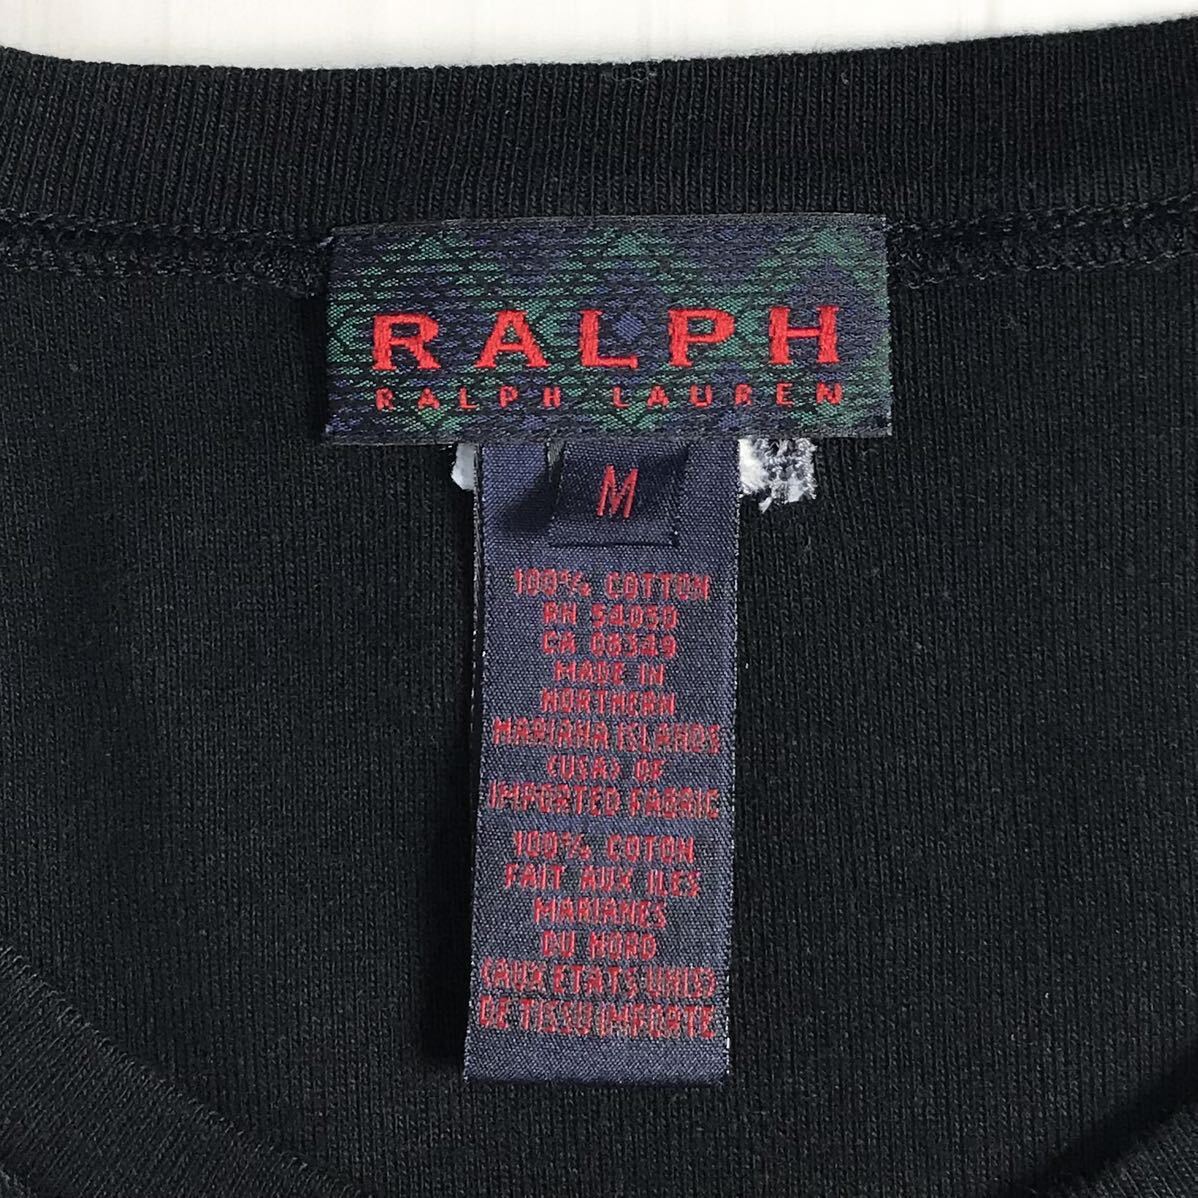 RALPH
RALPH LAUREN
M
100% COTTON
RN 54050
CA 08349
MADE IN
NORTHERN
MARIANA ISLANDS
(USA) OF
IMPORTED FABRIC
100% COTON
FAIT AUX ILES
MARIANES
DU NORD
(AUX ETATS UNIS)
DE TISSU IMPORTE